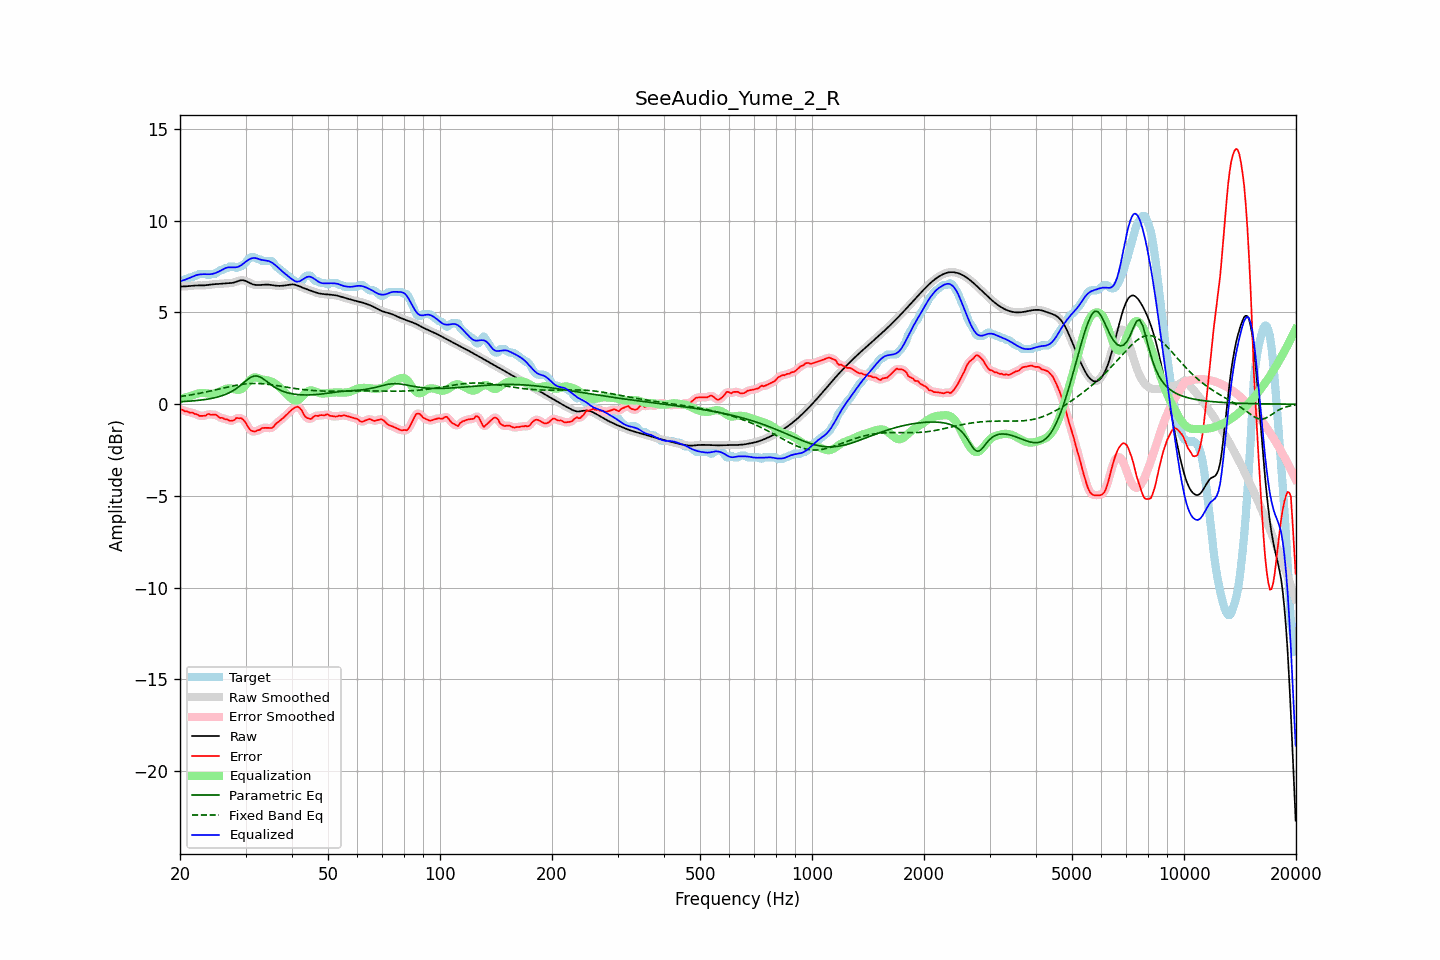 SeeAudio_Yume_2_R
15
10
5
0
−5
−10
−15
−20
Amplitude (dBr)
Target
Raw Smoothed
Error Smoothed
Raw
Error
Equalization
Parametric Eq
Fixed Band Eq
Equalized
20 50 100 200 500 1000 2000 5000 10000 20000
Frequency (Hz)